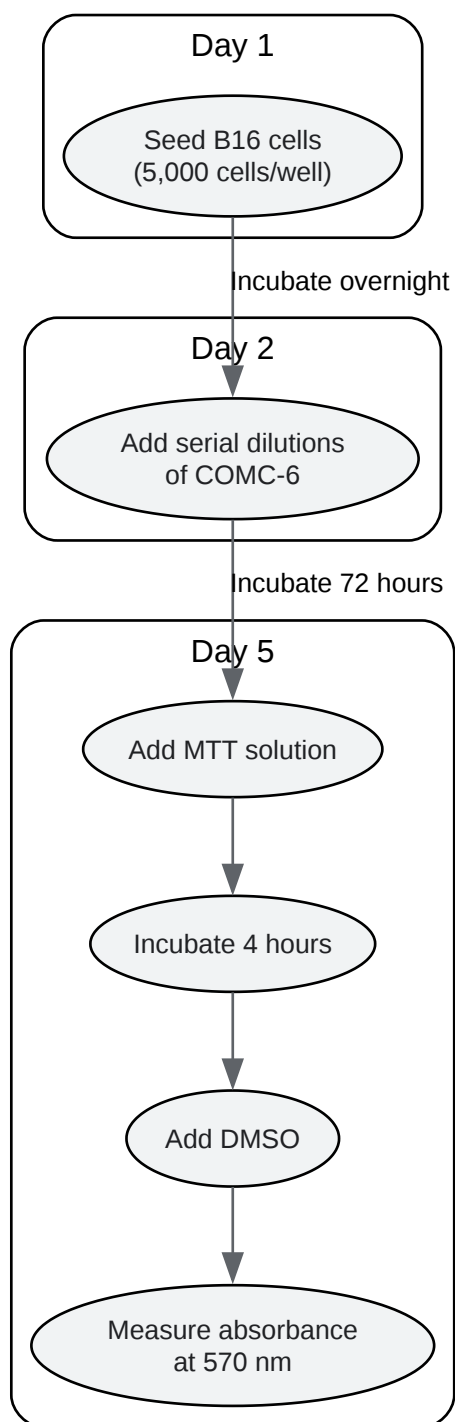 Day 1
Seed B16 cells
(5,000 cells/well)
Incubate overnight
Day 2
Add serial dilutions
of COMC-6
Incubate 72 hours
Day 5
Add MTT solution
Incubate 4 hours
Add DMSO
Measure absorbance
at 570 nm